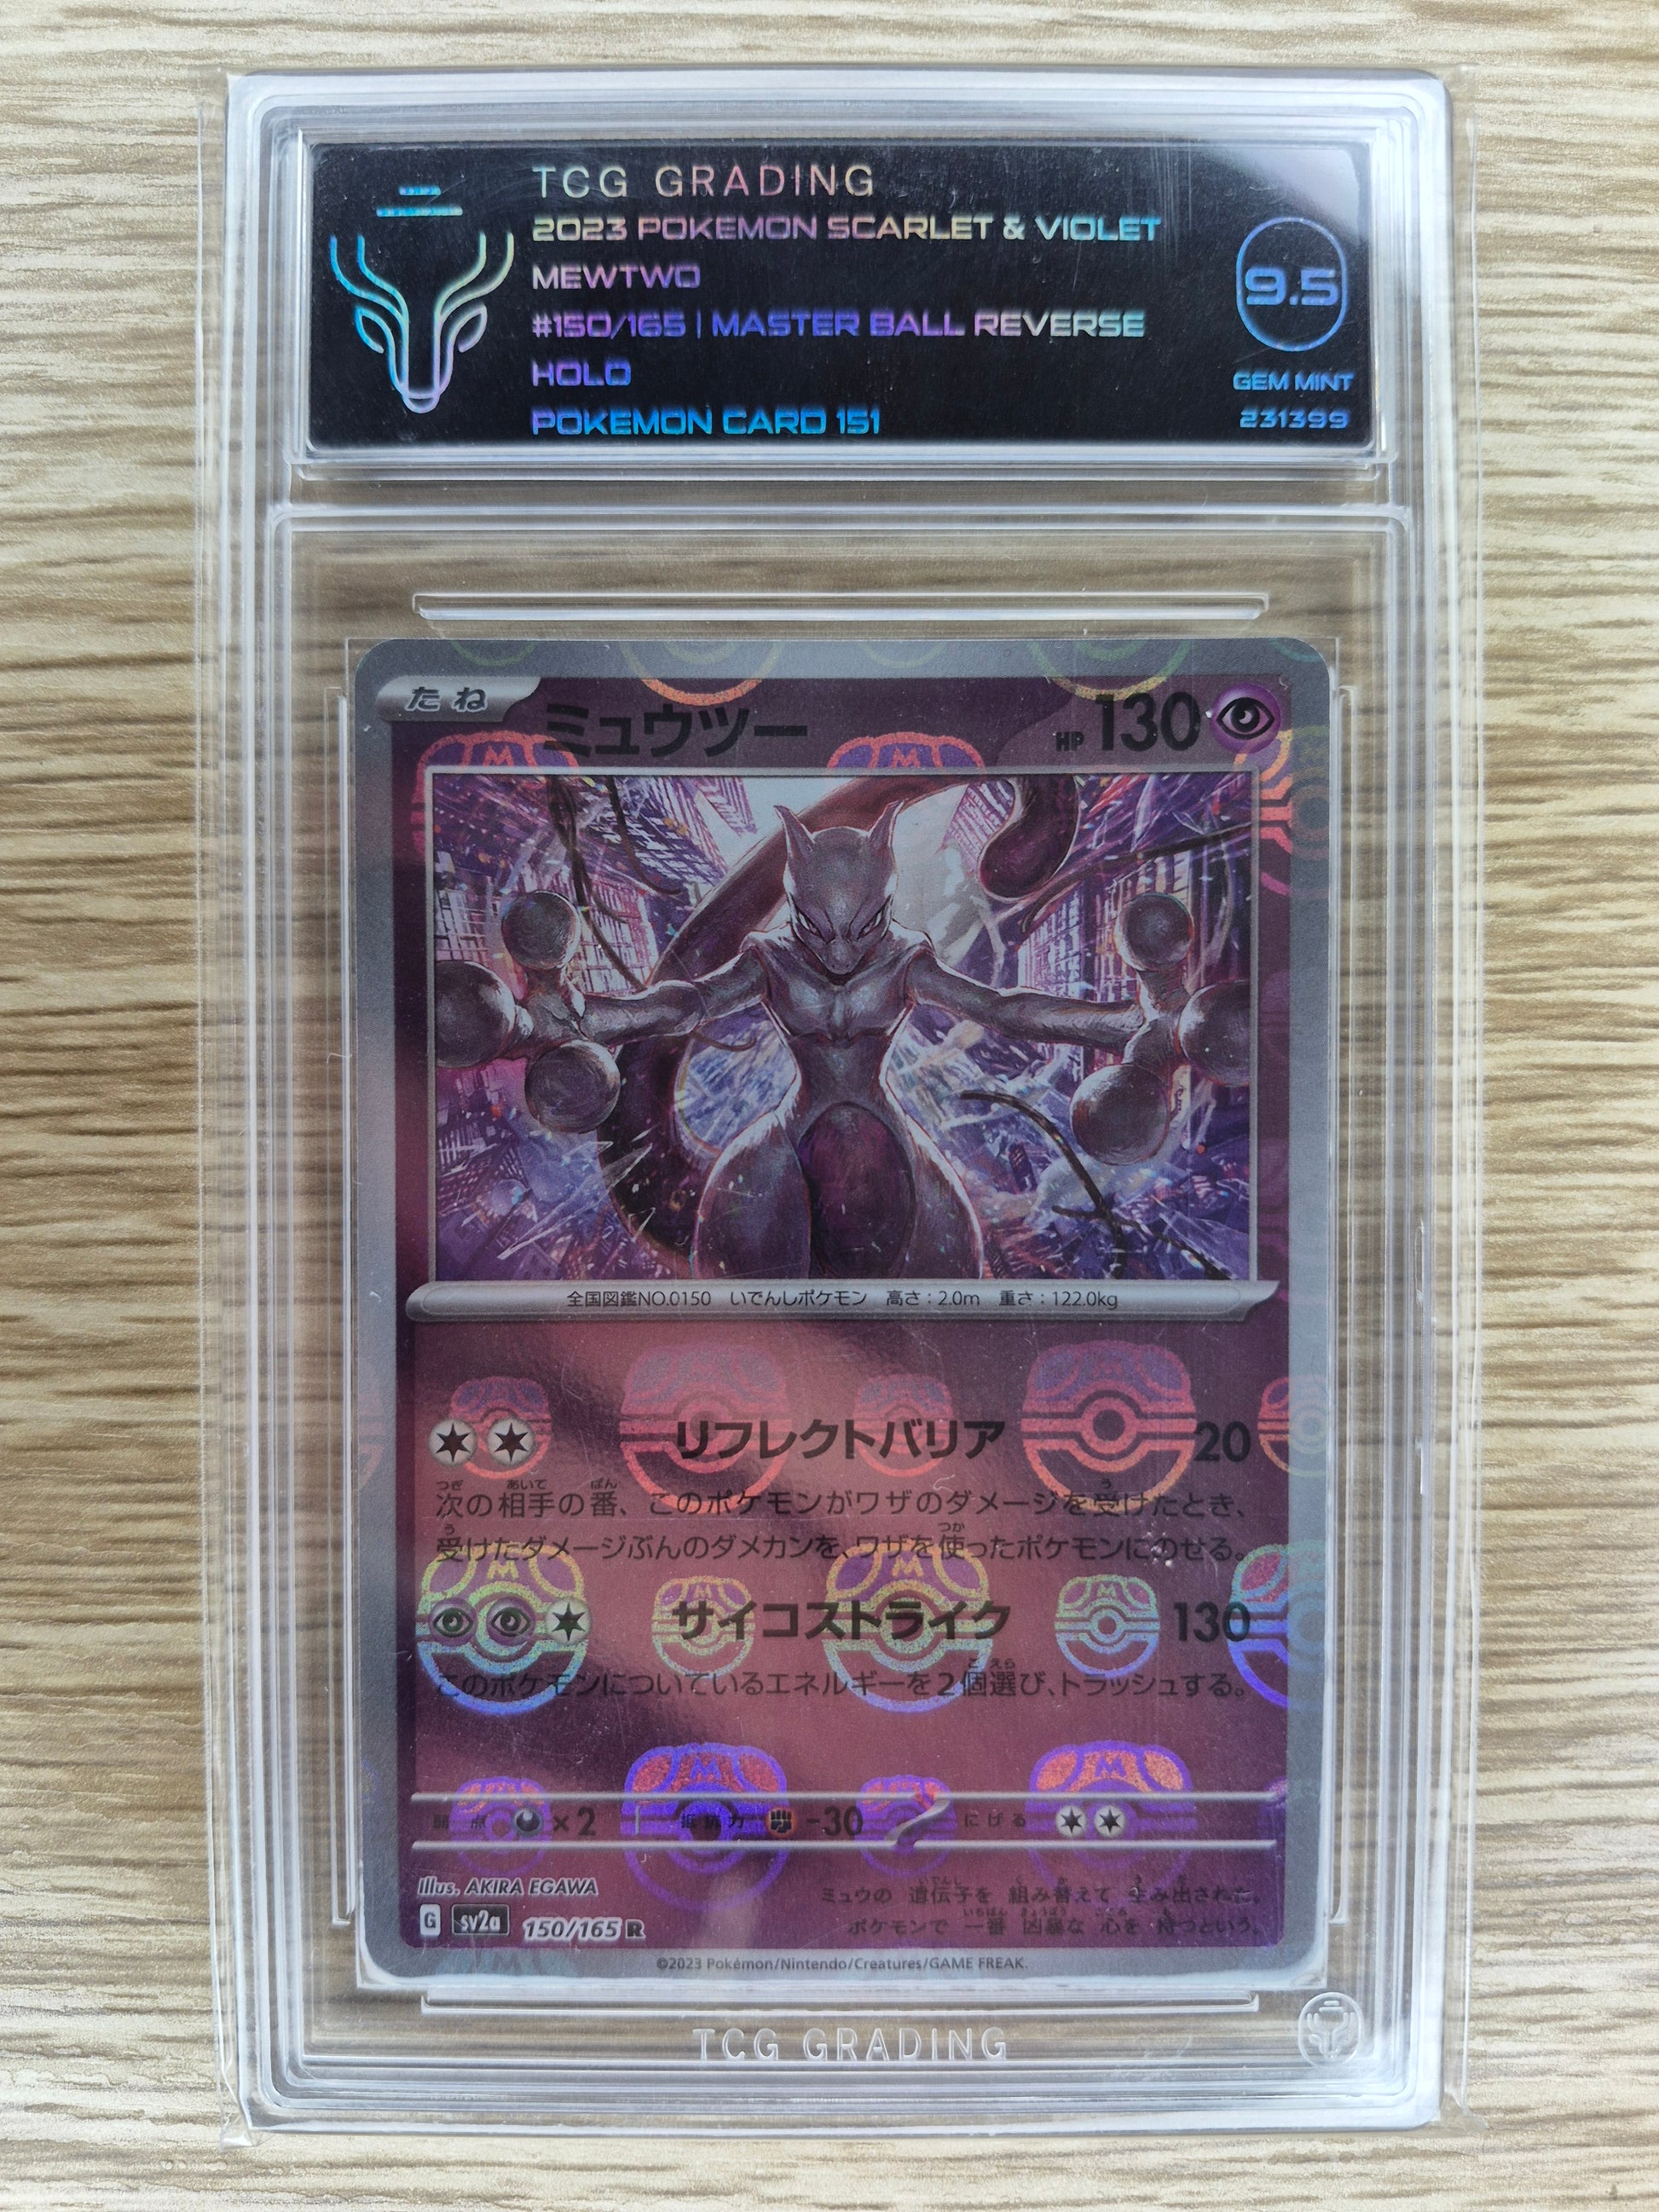 TCG GRADING
2023 POKEMON SCARLET & VIOLET
MEWTWO
#150/165 | MASTER BALL REVERSE
HOLO
POKEMON CARD 151
9.5
GEM MINT
231399
たね
ミュウツー
HP 130
全国図鑑NO.0150 いでんしポケモン 高さ：2.0m 重さ：122.0kg
リフレクトバリア 20
次の相手の番、このポケモンがワザのダメージを受けたとき、
受けたダメージぶんのダメカンを、ワザを使ったポケモンにのせる。
サイコストライク 130
このポケモンについているエネルギーを2個選び、トラッシュする。
弱点 ×2 抵抗力 -30 にげる
illus. AKIRA EGAWA
ミュウの 遺伝子を 組み替えて 生み出された。
ポケモンで 一番 凶暴な 心を 持つという。
G sv2a 150/165 R
©2023 Pokémon/Nintendo/Creatures/GAME FREAK.
TCG GRADING